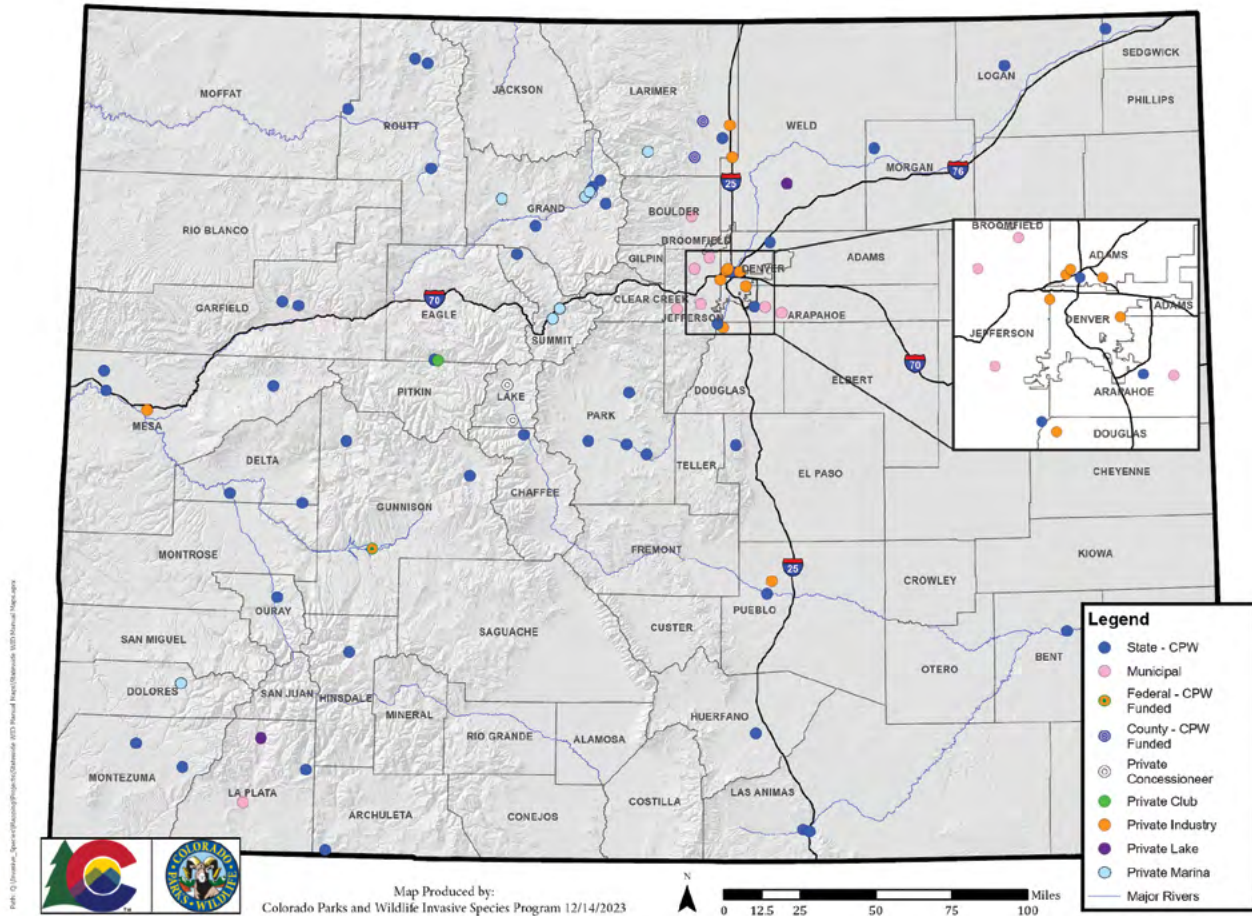 SEDGWICK
LOGAN
MOFFAT
JACKSON
LARIMER
PHILLIPS
ROUTT
WELD
MORGAN
76
25
GRAND
BOULDER
RIO BLANCO
BROOMFIELD
BROOMFIELD
ADAMS
GILPIN
ADAMS
DENVER
GARFIELD
70
EAGLE
CLEAR CREEK
JEFFERSON
ARAPAHOE
ADAMS
DENVER
JEFFERSON
SUMMIT
70
PITKIN
LAKE
DOUGLAS
ELBERT
ARAPAHOE
MESA
PARK
DOUGLAS
DELTA
TELLER
EL PASO
CHEYENNE
CHAFFEE
GUNNISON
MONTROSE
FREMONT
KIOWA
25
CROWLEY
OURAY
PUEBLO
SAGUACHE
CUSTER
SAN MIGUEL
OTERO
BENT
DOLORES
SAN JUAN
HINSDALE
MINERAL
HUERFANO
RIO GRANDE
ALAMOSA
MONTEZUMA
LA PLATA
LAS ANIMAS
COSTILLA
ARCHULETA
CONEJOS
Legend
State - CPW
Municipal
Federal - CPW
Funded
County - CPW
Funded
Private
Concessioneer
Private Club
Private Industry
Private Lake
Private Marina
Major Rivers
COLORADO
PARKS
WILDLIFE
Map Produced by:
Colorado Parks and Wildlife Invasive Species Program 12/14/2023
N
Miles
0 12.5 25 50 75 100